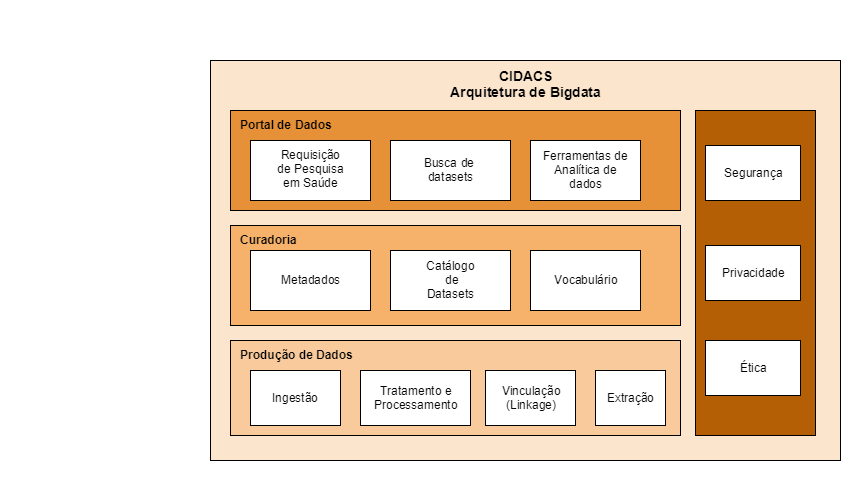 CIDACS
Arquitetura de Bigdata
Portal de Dados
Requisição
de Pesquisa
em Saúde
Busca de
datasets
Ferramentas de
Analítica de
dados
Curadoria
Metadados
Catálogo
de
Datasets
Vocabulário
Produção de Dados
Ingestão
Tratamento e
Processamento
Vinculação
(Linkage)
Extração
Segurança
Privacidade
Ética